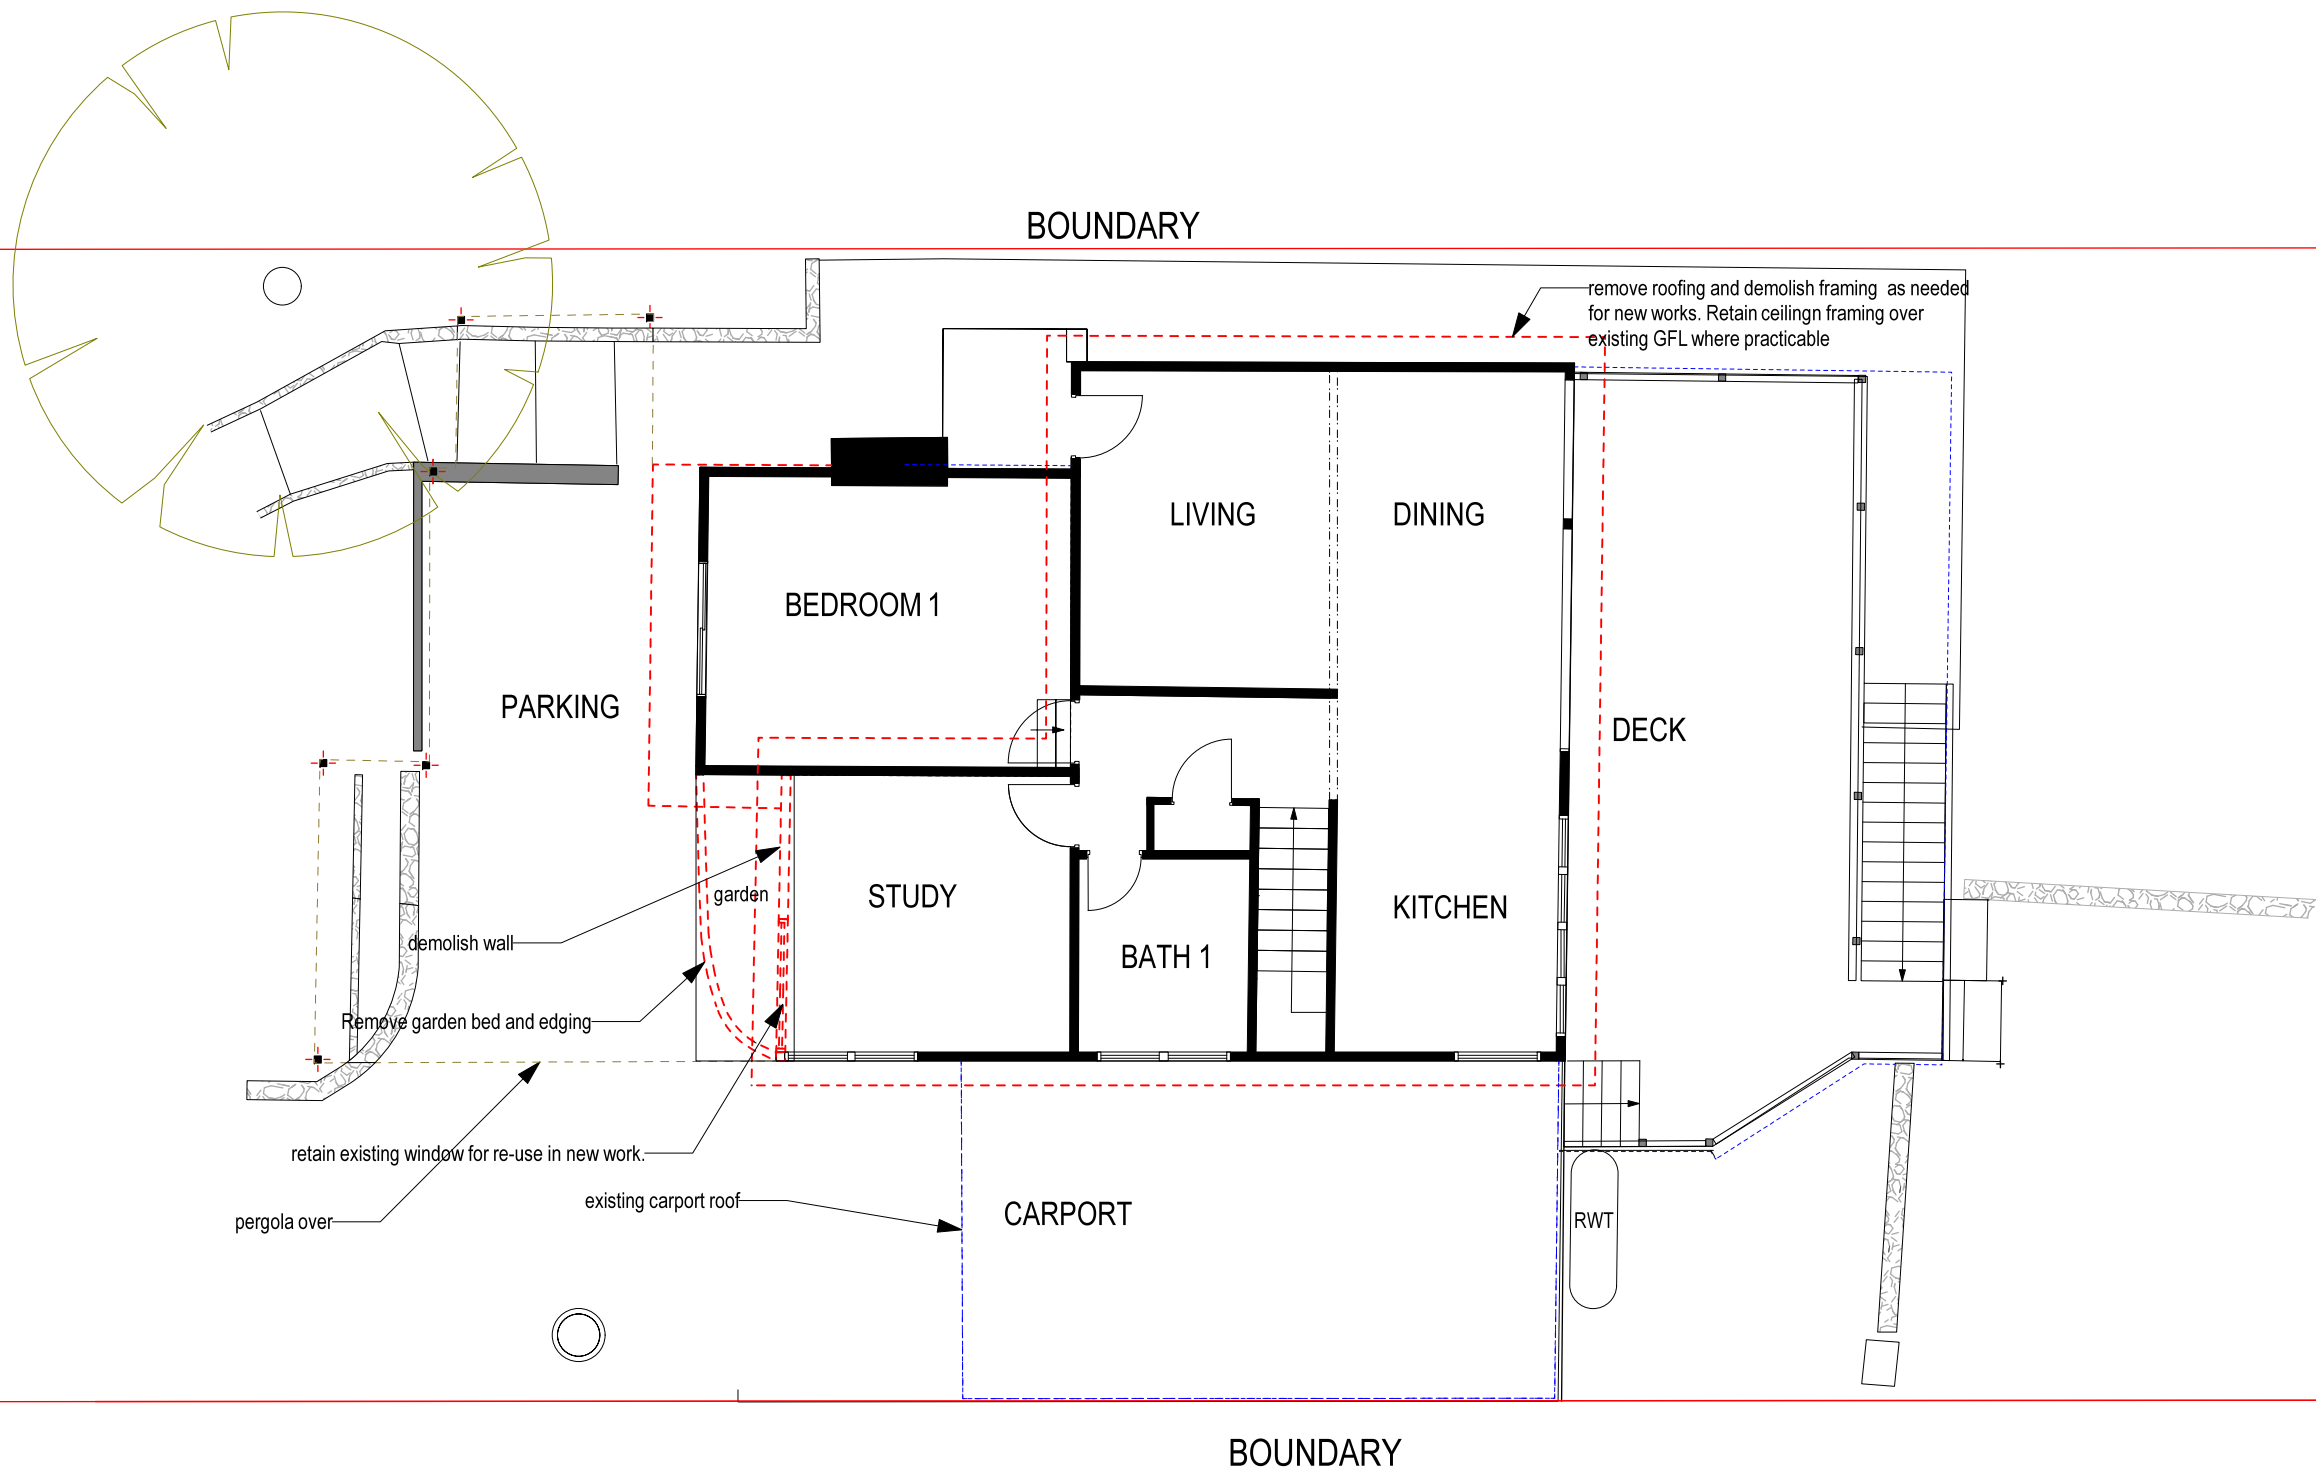 BOUNDARY
remove roofing and demolish framing as needed
for new works. Retain ceilingn framing over
existing GFL where practicable
LIVING
DINING
BEDROOM 1
PARKING
DECK
garden
STUDY
KITCHEN
demolish wall
BATH 1
Remove garden bed and edging
retain existing window for re-use in new work.
existing carport roof
CARPORT
pergola over
RWT
BOUNDARY